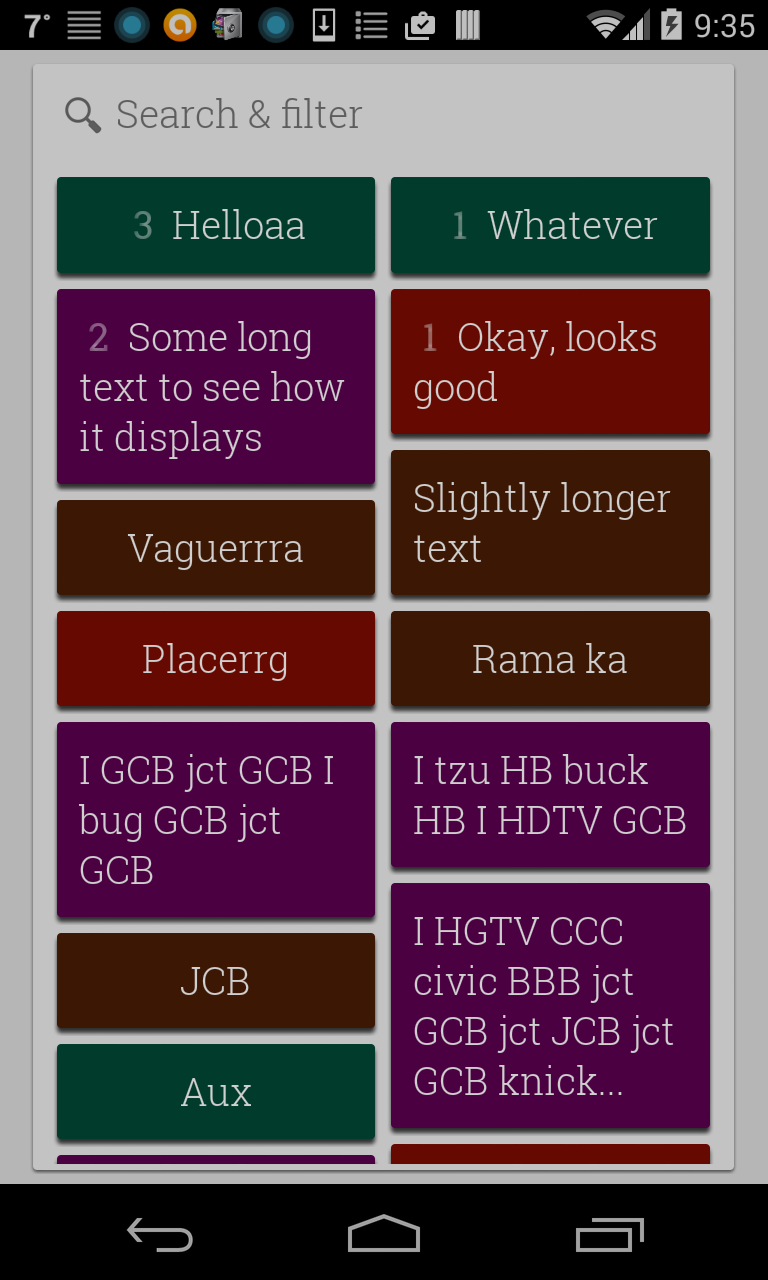 7° 9:35
Search & filter
3 Helloaa
1 Whatever
2 Some long
text to see how
it displays
1 Okay, looks
good
Vaguerrra
Slightly longer
text
Placerrg
Rama ka
I GCB jct GCB I
bug GCB jct
GCB
I tzu HB buck
HB I HDTV GCB
JCB
I HGTV CCC
civic BBB jct
GCB jct JCB jct
GCB knick...
Aux